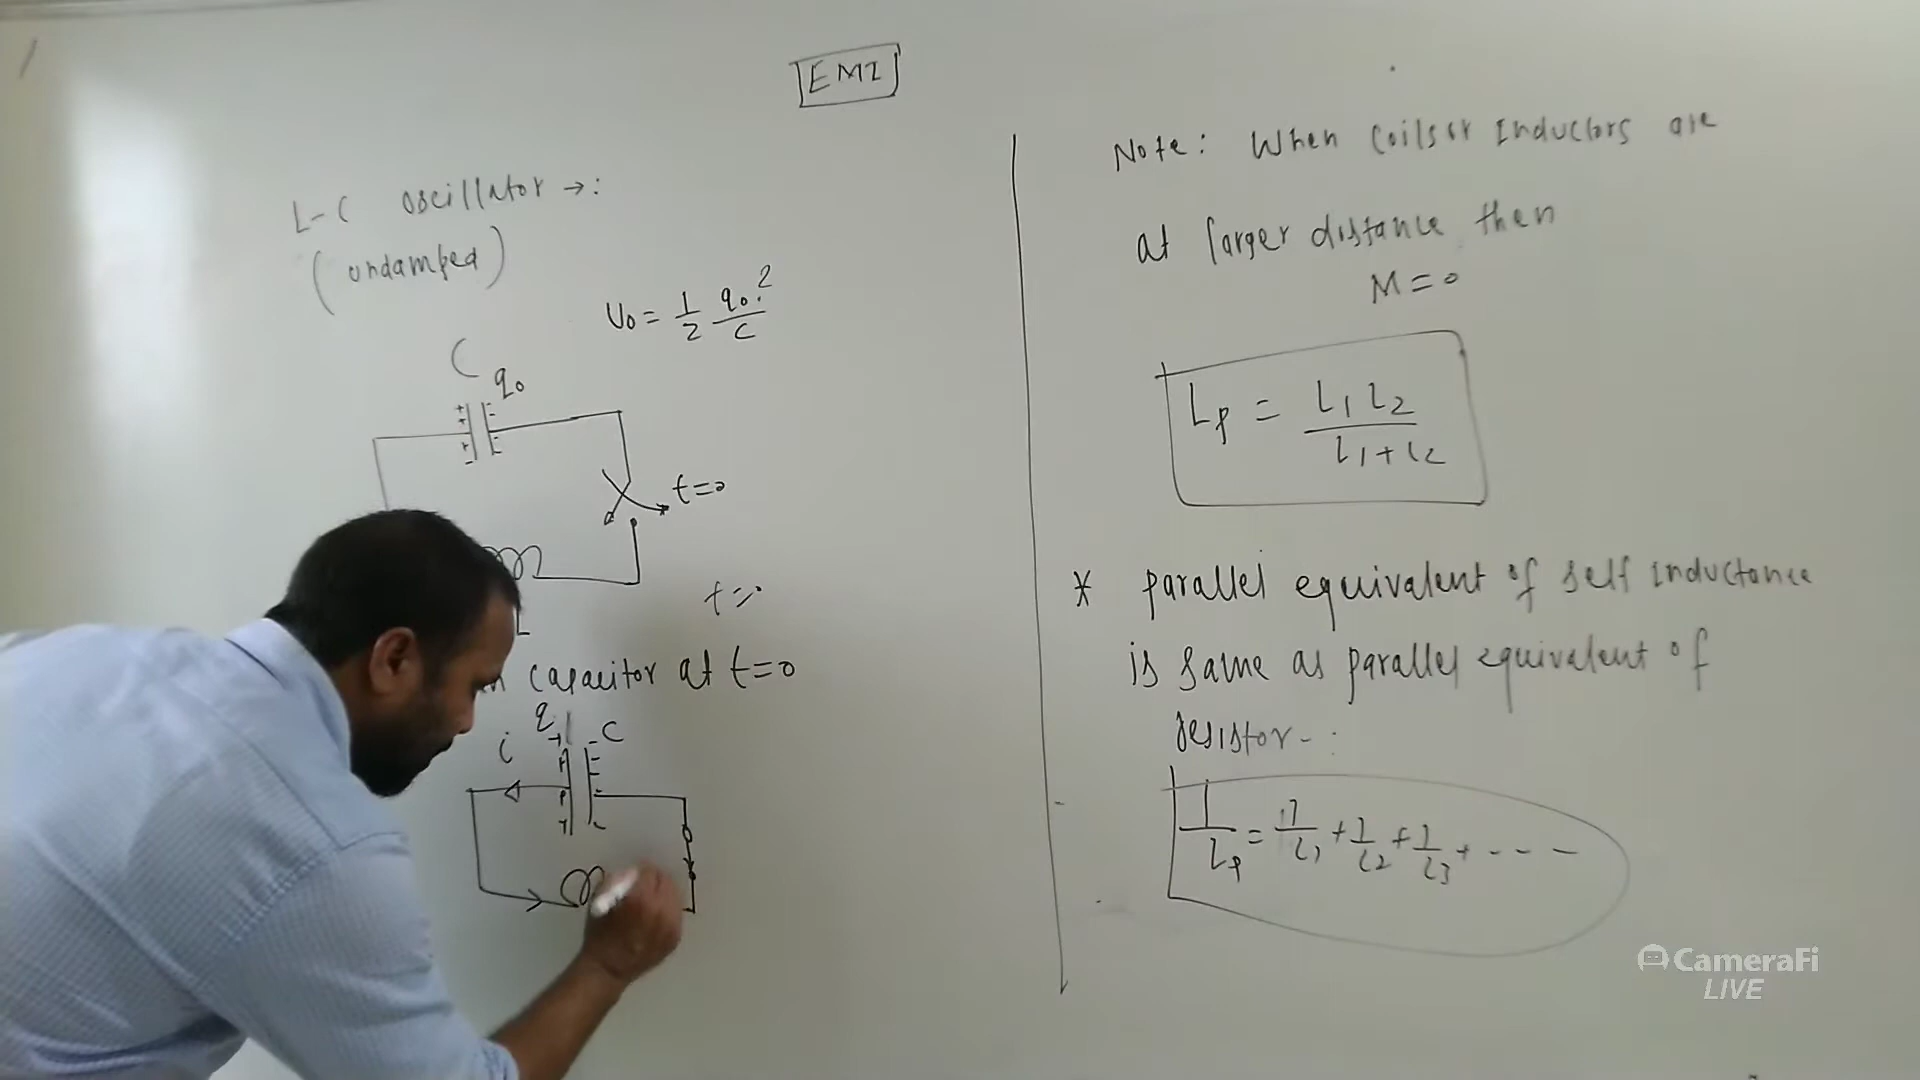 EMI
L-C oscillator →:
(undamped)
U₀ = 1/2 q₀²/C
C
q₀
t=0
t=0
L
capacitor at t=0
q
C
i
Note: When coils or Inductors are
at larger distance then
M = 0
Lp = L₁ L₂ / L₁+L₂
* parallel equivalent of self inductance
is same as parallel equivalent of
resistor-:
1/Lp = 1/L₁ + 1/L₂ + 1/L₃ + - - -
CameraFi
LIVE